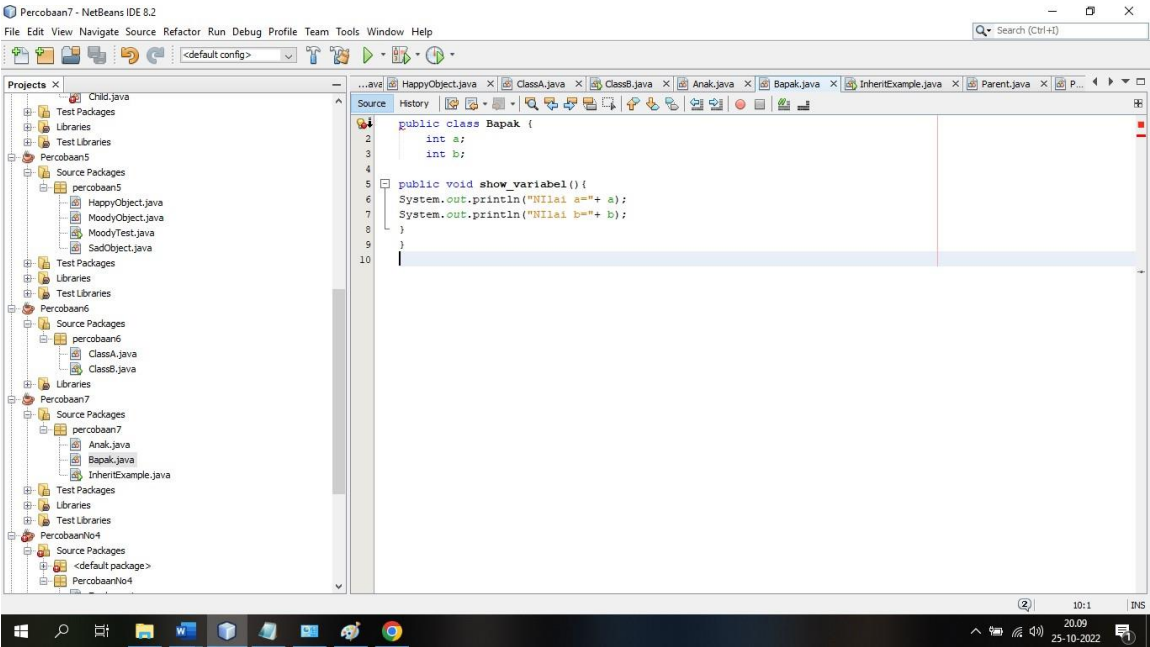 Percobaan7 - NetBeans IDE 8.2
File Edit View Navigate Source Refactor Run Debug Profile Team Tools Window Help
Search (Ctrl+I)
<default config>
Projects
...ava HappyObject.java ClassA.java ClassB.java Anak.java Bapak.java InheritExample.java Parent.java P...
Source History
Child.java
Test Packages
Libraries
Test Libraries
Percobaan5
Source Packages
percobaan5
HappyObject.java
MoodyObject.java
MoodyTest.java
SadObject.java
Test Packages
Libraries
Test Libraries
Percobaan6
Source Packages
percobaan6
ClassA.java
ClassB.java
Libraries
Percobaan7
Source Packages
percobaan7
Anak.java
Bapak.java
InheritExample.java
Test Packages
Libraries
Test Libraries
PercobaanNo4
Source Packages
<default package>
PercobaanNo4
public class Bapak {
2 int a;
3 int b;
4
5 public void show_variabel(){
6 System.out.println("NIlai a="+ a);
7 System.out.println("NIlai b="+ b);
8 }
9 }
10
2 10:1 INS
20.09
25-10-2022